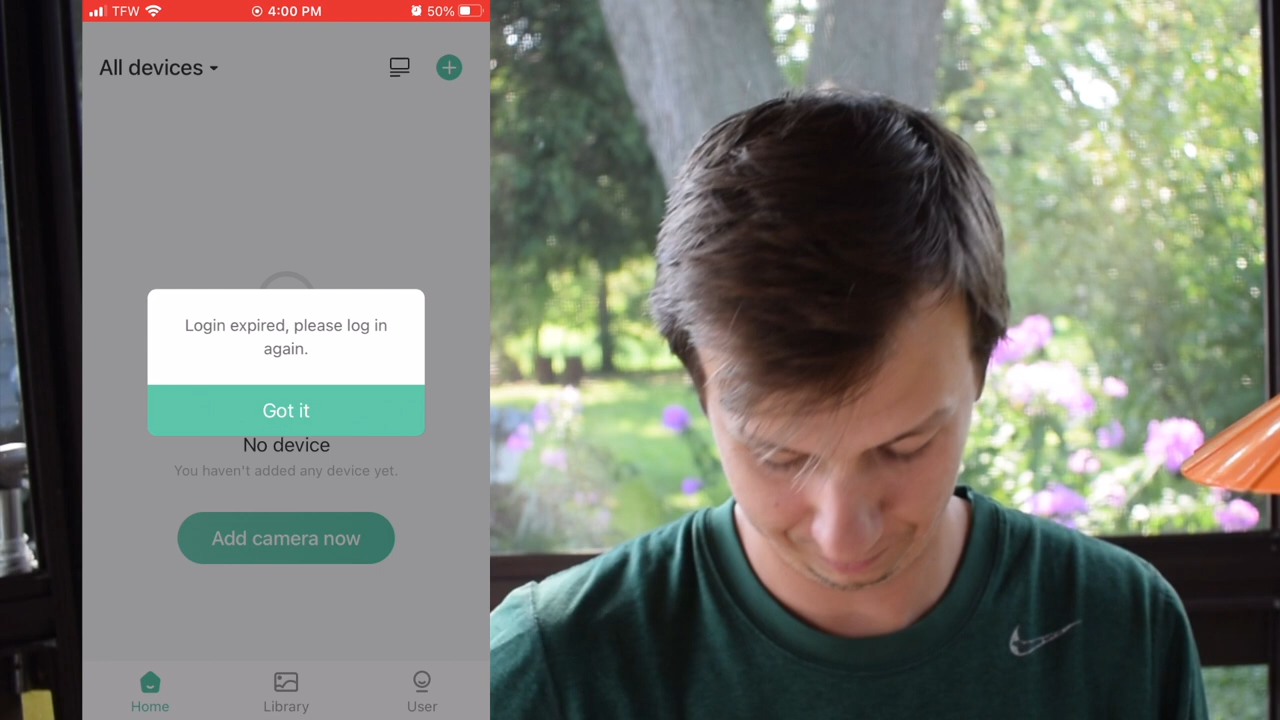 TFW 4:00 PM 50%
All devices
Login expired, please log in
again.
Got it
No device
You haven't added any device yet.
Add camera now
Home Library User